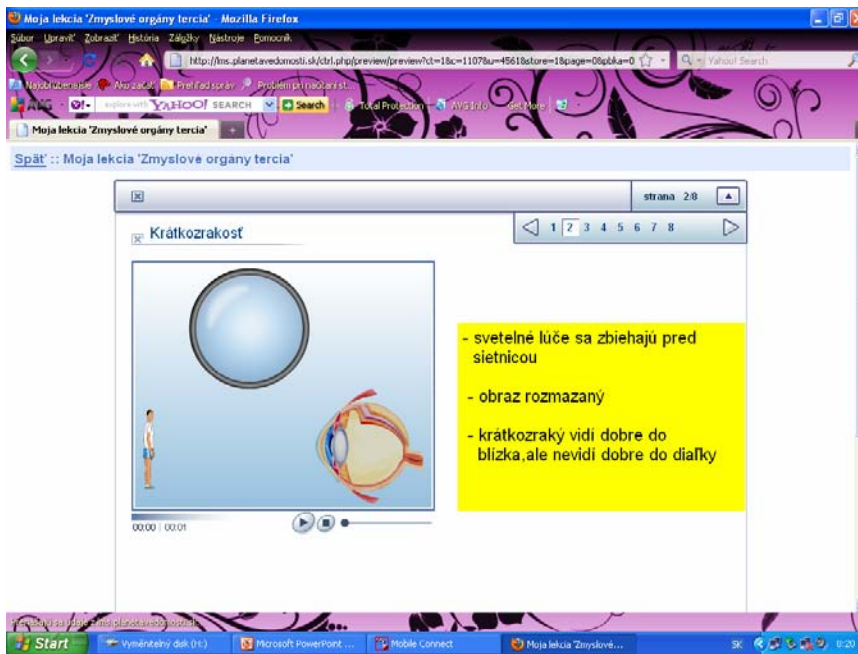 Moja lekcia 'Zmyslové orgány tercia' - Mozilla Firefox
Súbor Upraviť Zobraziť História Záložky Nástroje Pomocník
http://lms.planetavedomosti.sk/ctrl.php/preview/preview?ct=1&c=1107&u=4561&store=1&page=0&pbka=0
Yahoo! Search
Najobľúbenejšie Ako začať Prehľad správ Problém pri načítaní st...
AVG explore with YAHOO! SEARCH Search Total Protection AVG Info Get More
Moja lekcia 'Zmyslové orgány tercia'
Späť :: Moja lekcia 'Zmyslové orgány tercia'
strana 2/8
1 2 3 4 5 6 7 8
Krátkozrakosť
- svetelné lúče sa zbiehajú pred
sietnicou
- obraz rozmazaný
- krátkozraký vidí dobre do
blízka,ale nevidí dobre do diaľky
00:00 | 00:01
Start Vyměnitelný disk (H:) Microsoft PowerPoint ... Mobile Connect Moja lekcia 'Zmyslové... SK 0:20